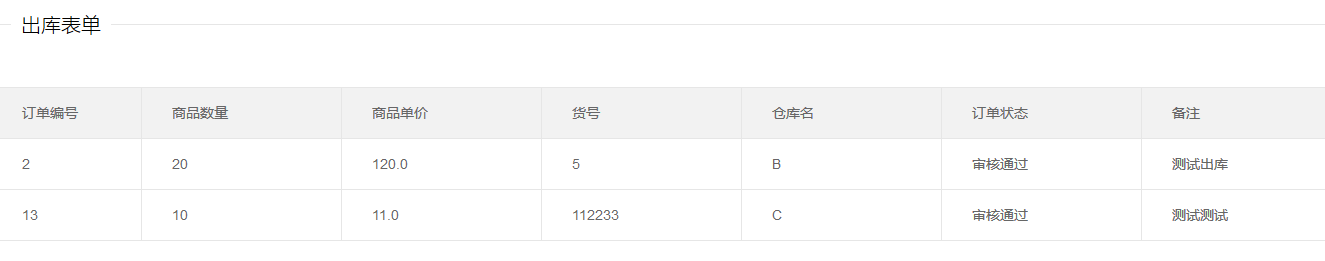 出库表单
订单编号 商品数量 商品单价 货号 仓库名 订单状态 备注
2 20 120.0 5 B 审核通过 测试出库
13 10 11.0 112233 C 审核通过 测试测试